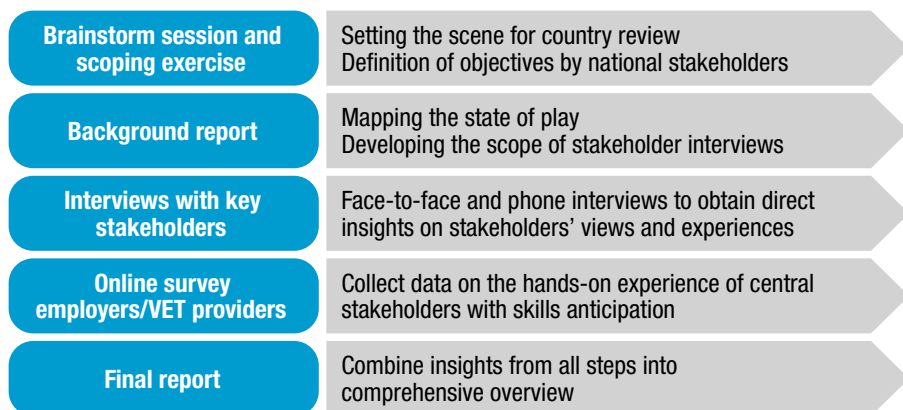 Brainstorm session and
scoping exercise
Setting the scene for country review
Definition of objectives by national stakeholders
Background report
Mapping the state of play
Developing the scope of stakeholder interviews
Interviews with key
stakeholders
Face-to-face and phone interviews to obtain direct
insights on stakeholders’ views and experiences
Online survey
employers/VET providers
Collect data on the hands-on experience of central
stakeholders with skills anticipation
Final report
Combine insights from all steps into
comprehensive overview